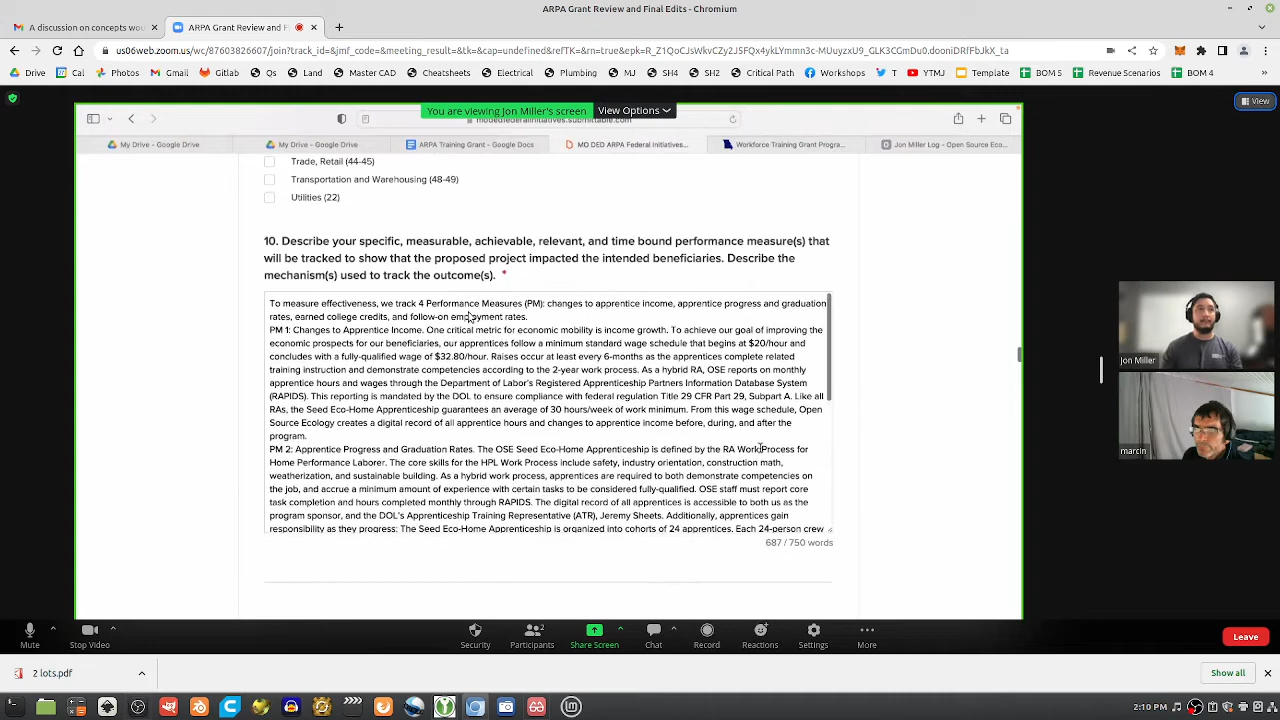 ARPA Grant Review and Final Edits - Chromium
A discussion on concepts wou
ARPA Grant Review and Fi
us06web.zoom.us/wc/87603826607/join?track_id=&jmf_code=&meeting_result=&tk=&cap=undefined&refTK=&rn=true&epk=
Drive
Cal
Photos
Gmail
Gitlab
Qs
Land
Master CAD
Cheatsheets
Electrical
Plumbing
MJ
SH4
SH2
Critical Path
Workshops
T
YTMJ
Template
BOM 5
Revenue Scenarios
BOM 4
View
You are viewing Jon Miller's screen
View Options
modedfederalinitiatives.submittable.com
My Drive - Google Drive
My Drive - Google Drive
ARPA Training Grant - Google Docs
MO DED ARPA Federal Initiatives...
Workforce Training Grant Progra...
Jon Miller Log - Open Source Eco...
Trade, Retail (44-45)
Transportation and Warehousing (48-49)
Utilities (22)
10. Describe your specific, measurable, achievable, relevant, and time bound performance measure(s) that
will be tracked to show that the proposed project impacted the intended beneficiaries. Describe the
mechanism(s) used to track the outcome(s). *
To measure effectiveness, we track 4 Performance Measures (PM): changes to apprentice income, apprentice progress and graduation
rates, earned college credits, and follow-on employment rates.
PM 1: Changes to Apprentice Income. One critical metric for economic mobility is income growth. To achieve our goal of improving the
economic prospects for our beneficiaries, our apprentices follow a minimum standard wage schedule that begins at $20/hour and
concludes with a fully-qualified wage of $32.80/hour. Raises occur at least every 6-months as the apprentices complete related
training instruction and demonstrate competencies according to the 2-year work process. As a hybrid RA, OSE reports on monthly
apprentice hours and wages through the Department of Labor's Registered Apprenticeship Partners Information Database System
(RAPIDS). This reporting is mandated by the DOL to ensure compliance with federal regulation Title 29 CFR Part 29, Subpart A. Like all
RAs, the Seed Eco-Home Apprenticeship guarantees an average of 30 hours/week of work minimum. From this wage schedule, Open
Source Ecology creates a digital record of all apprentice hours and changes to apprentice income before, during, and after the
program.
PM 2: Apprentice Progress and Graduation Rates. The OSE Seed Eco-Home Apprenticeship is defined by the RA Work Process for
Home Performance Laborer. The core skills for the HPL Work Process include safety, industry orientation, construction math,
weatherization, and sustainable building. As a hybrid work process, apprentices are required to both demonstrate competencies on
the job, and accrue a minimum amount of experience with certain tasks to be considered fully-qualified. OSE staff must report core
task completion and hours completed monthly through RAPIDS. The digital record of all apprentices is accessible to both us as the
program sponsor, and the DOL's Apprenticeship Training Representative (ATR), Jeremy Sheets. Additionally, apprentices gain
responsibility as they progress: The Seed Eco-Home Apprenticeship is organized into cohorts of 24 apprentices. Each 24-person crew
687 / 750 words
Jon Miller
marcin
Mute
Stop Video
Security
2
Participants
Share Screen
Chat
Record
Reactions
Settings
More
Leave
2 lots.pdf
Show all
2:10 PM